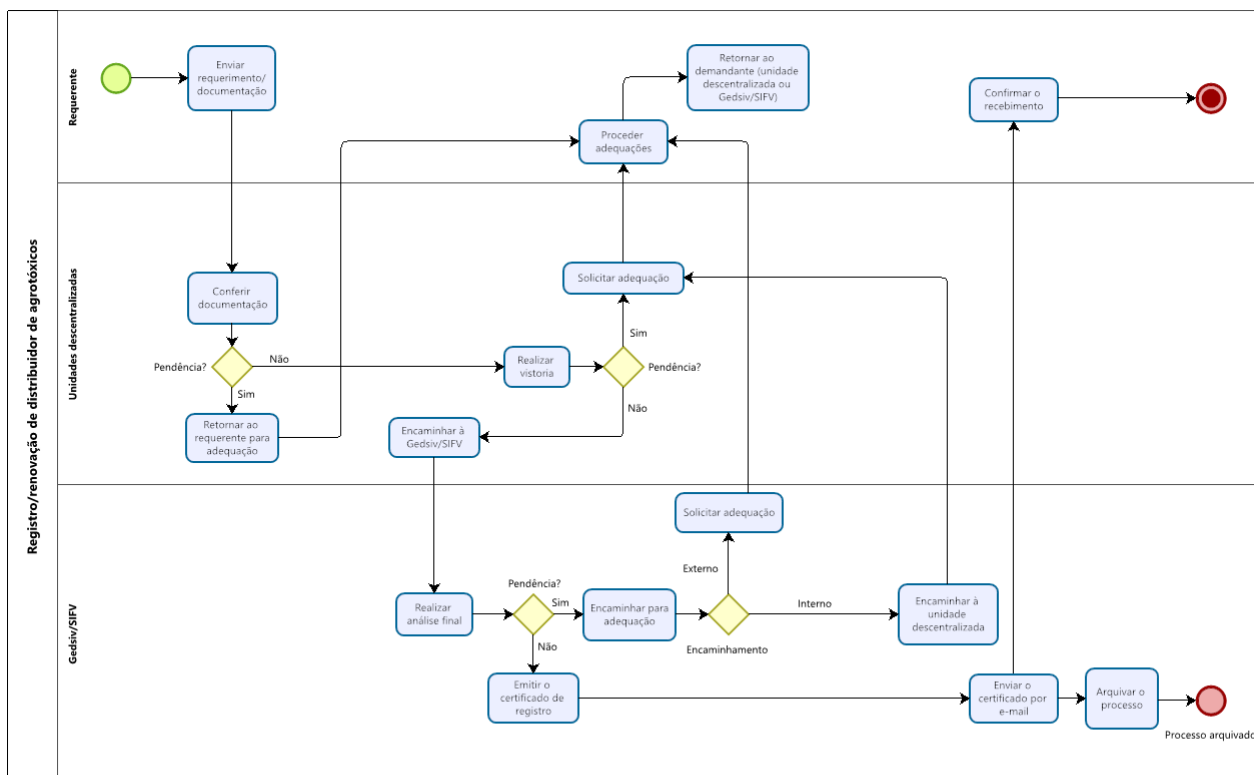 Registro/renovação de distribuidor de agrotóxicos
Requerente
Enviar
requerimento/
documentação
Retornar ao
demandante (unidade
descentralizada ou
Gedsiv/SIFV)
Proceder
adequações
Confirmar o
recebimento
Unidades descentralizadas
Conferir
documentação
Pendência?
Não
Sim
Retornar ao
requerente para
adequação
Realizar
vistoria
Solicitar adequação
Sim
Pendência?
Não
Encaminhar à
Gedsiv/SIFV
Gedsiv/SIFV
Solicitar adequação
Realizar
análise final
Pendência?
Sim
Não
Encaminhar para
adequação
Externo
Interno
Encaminhamento
Encaminhar à
unidade
descentralizada
Emitir o
certificado de
registro
Enviar o
certificado por
e-mail
Arquivar o
processo
Processo arquivado